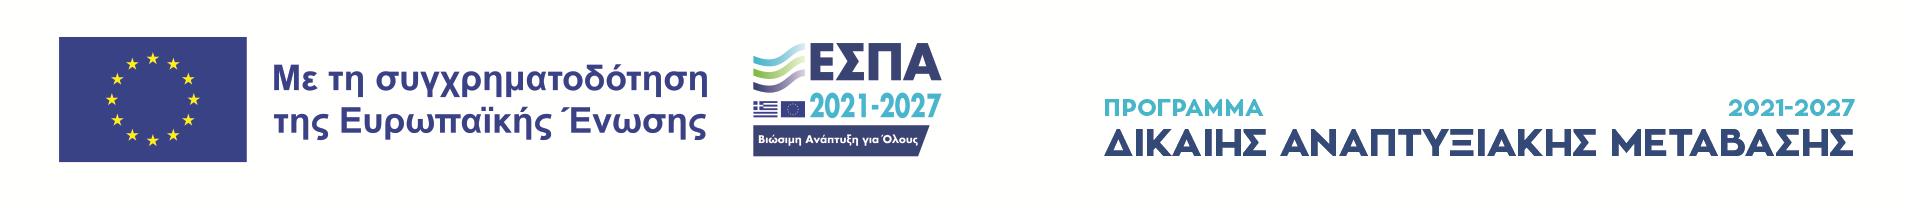 Με τη συγχρηματοδότηση
της Ευρωπαϊκής Ένωσης
ΕΣΠΑ
2021-2027
Βιώσιμη Ανάπτυξη για Όλους
ΠΡΟΓΡΑΜΜΑ 2021-2027
ΔΙΚΑΙΗΣ ΑΝΑΠΤΥΞΙΑΚΗΣ ΜΕΤΑΒΑΣΗΣ